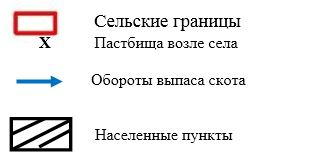 Сельские границы
X Пастбища возле села
Обороты выпаса скота
Населенные пункты